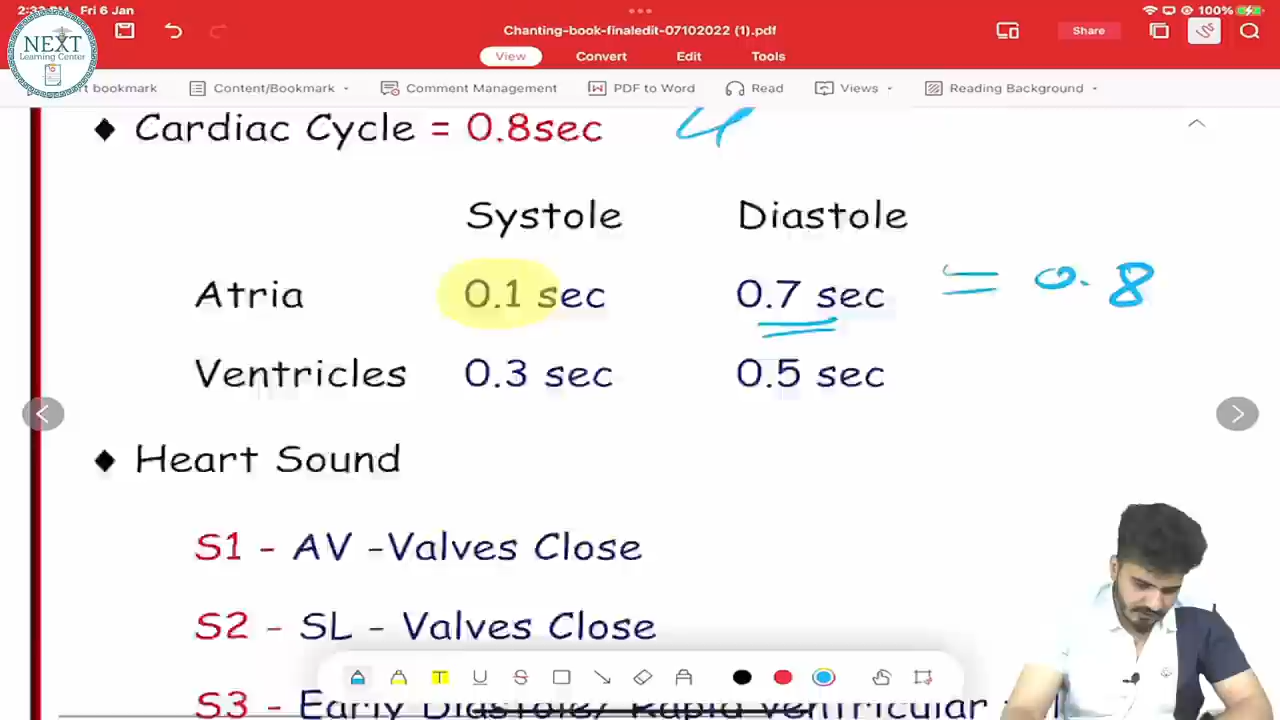 2:33 PM Fri 6 Jan
100%
NEXT
Learning Center
Chanting-book-finaledit-07102022 (1).pdf
Share
View Convert Edit Tools
bookmark Content/Bookmark Comment Management PDF to Word Read Views Reading Background
◆ Cardiac Cycle = 0.8sec
Systole Diastole
Atria 0.1 sec 0.7 sec = 0.8
Ventricles 0.3 sec 0.5 sec
◆ Heart Sound
S1 - AV -Valves Close
S2 - SL - Valves Close
S3 - Early Diastole/ Rapid Ventricular